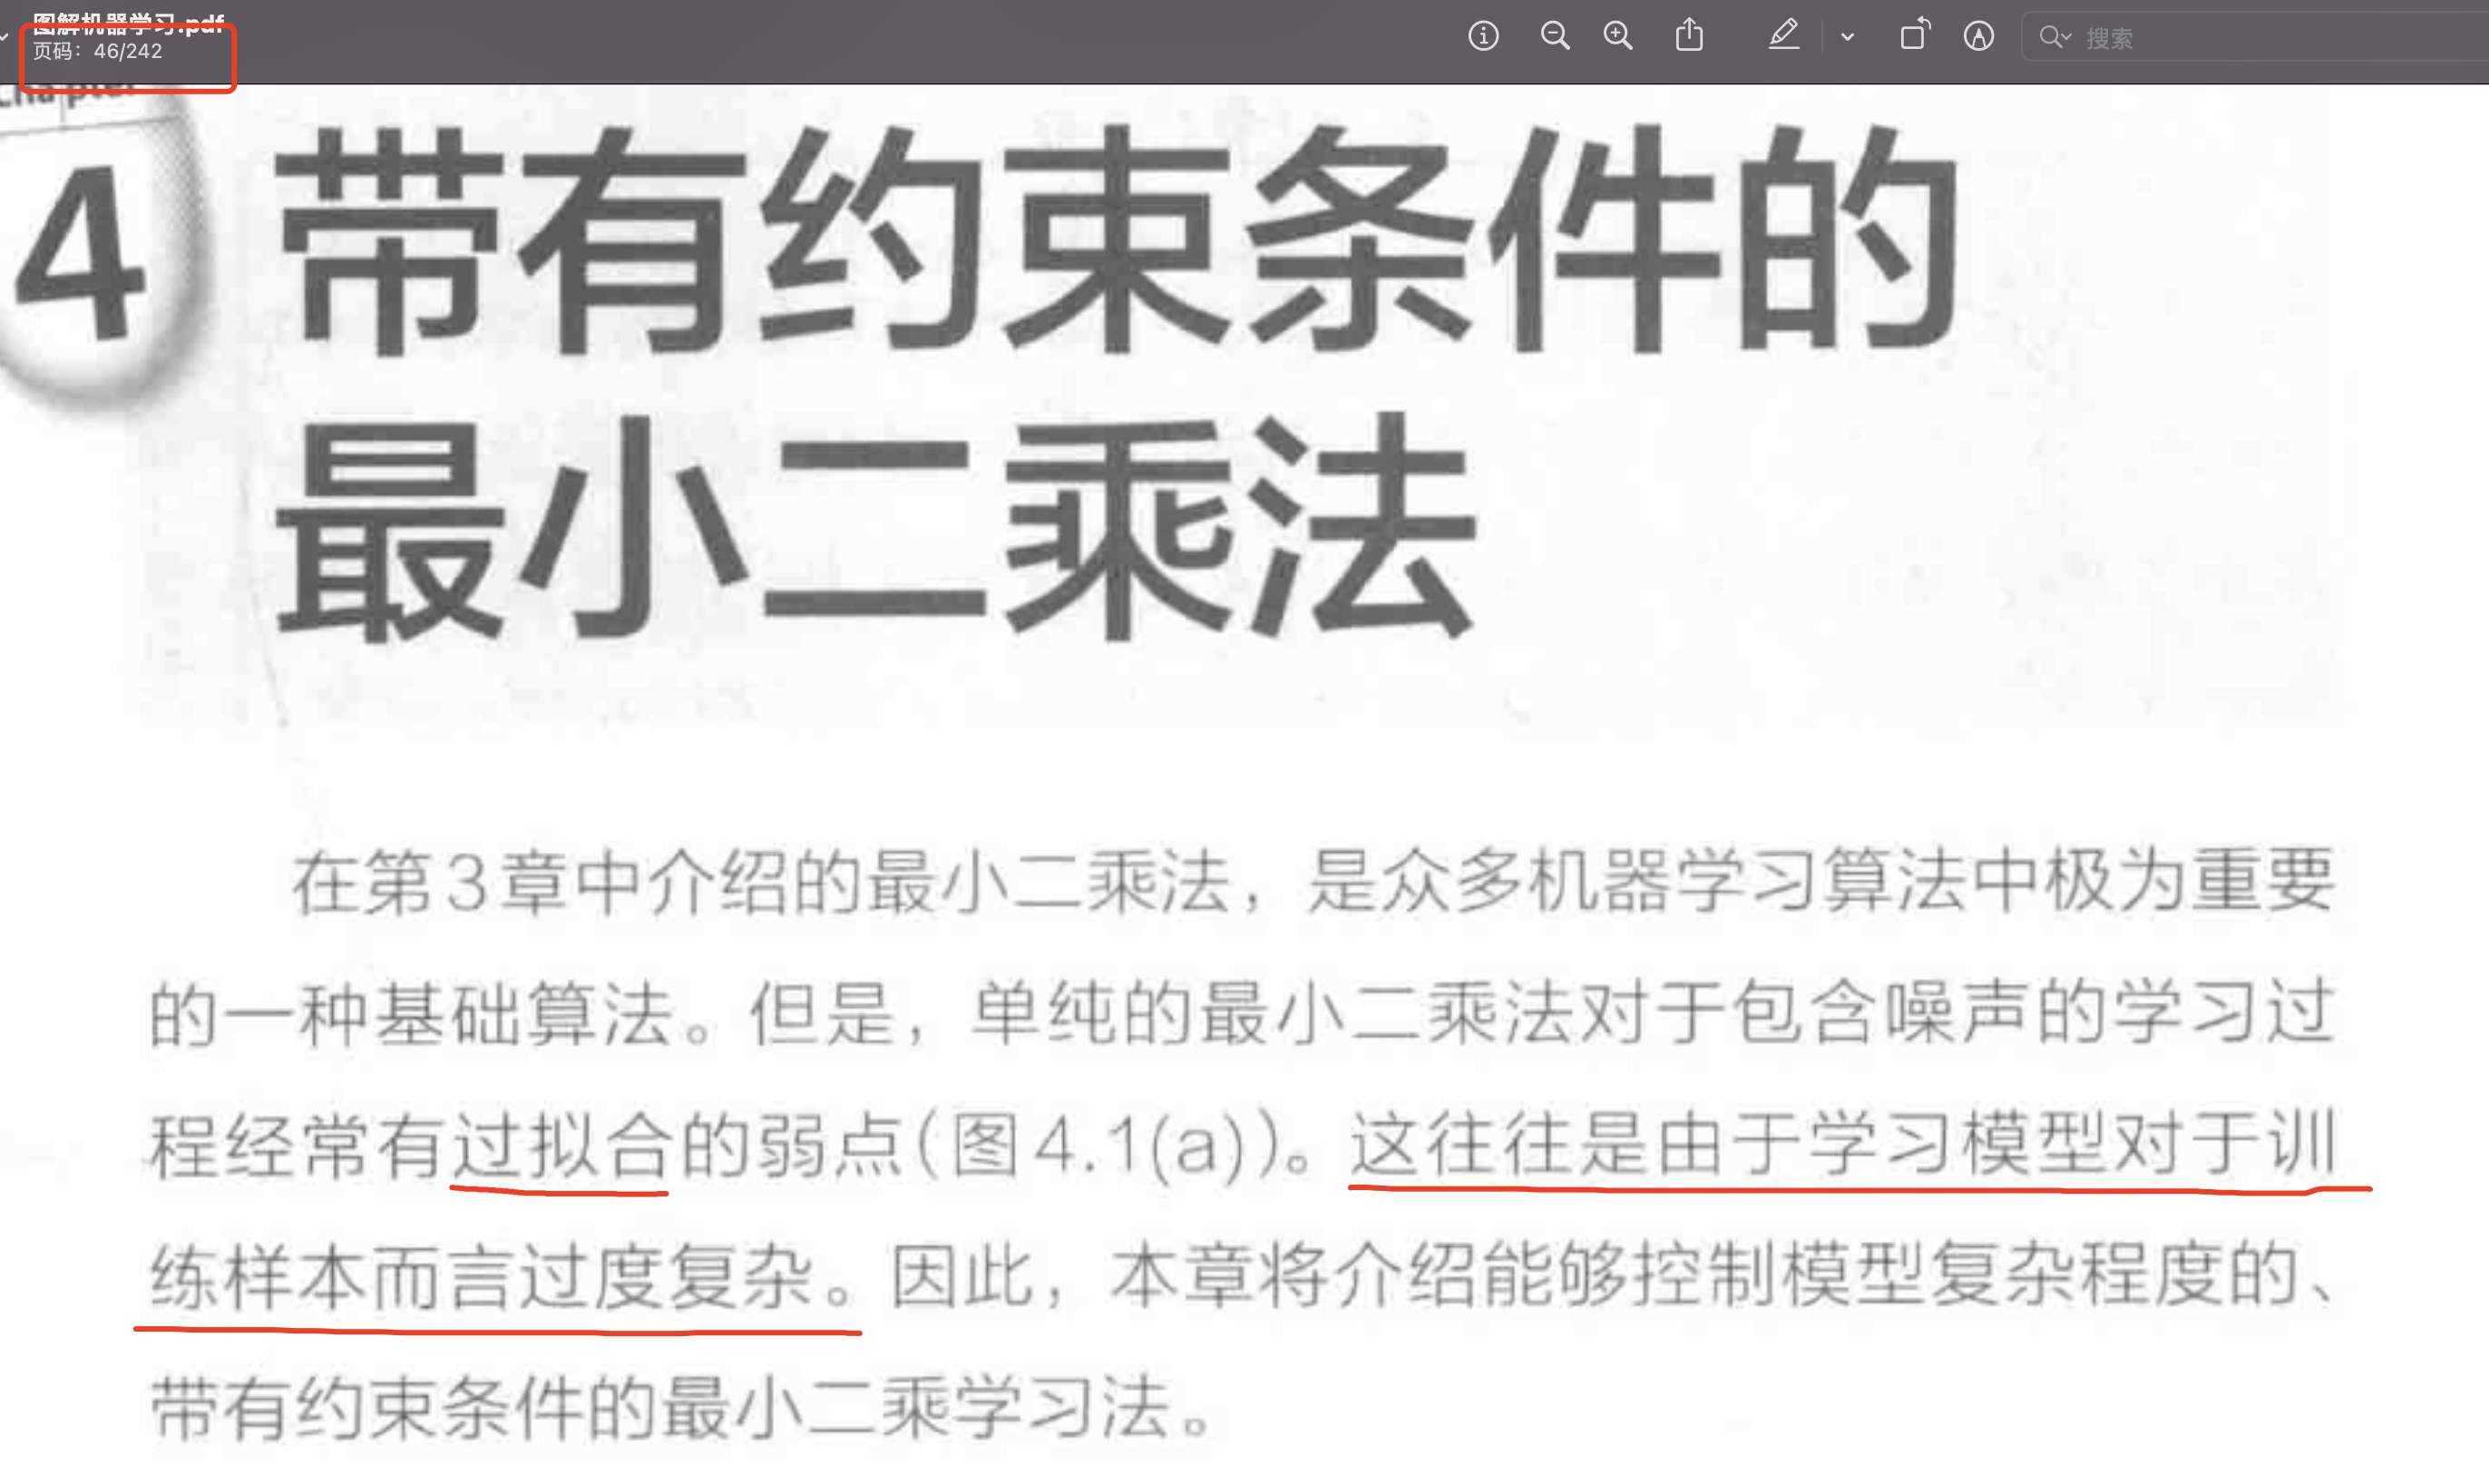 图解机器学习.pdf
页码：46/242
搜索
Chapter
4
带有约束条件的
最小二乘法
在第3章中介绍的最小二乘法，是众多机器学习算法中极为重要
的一种基础算法。但是，单纯的最小二乘法对于包含噪声的学习过
程经常有过拟合的弱点(图4.1(a))。这往往是由于学习模型对于训
练样本而言过度复杂。因此，本章将介绍能够控制模型复杂程度的、
带有约束条件的最小二乘学习法。